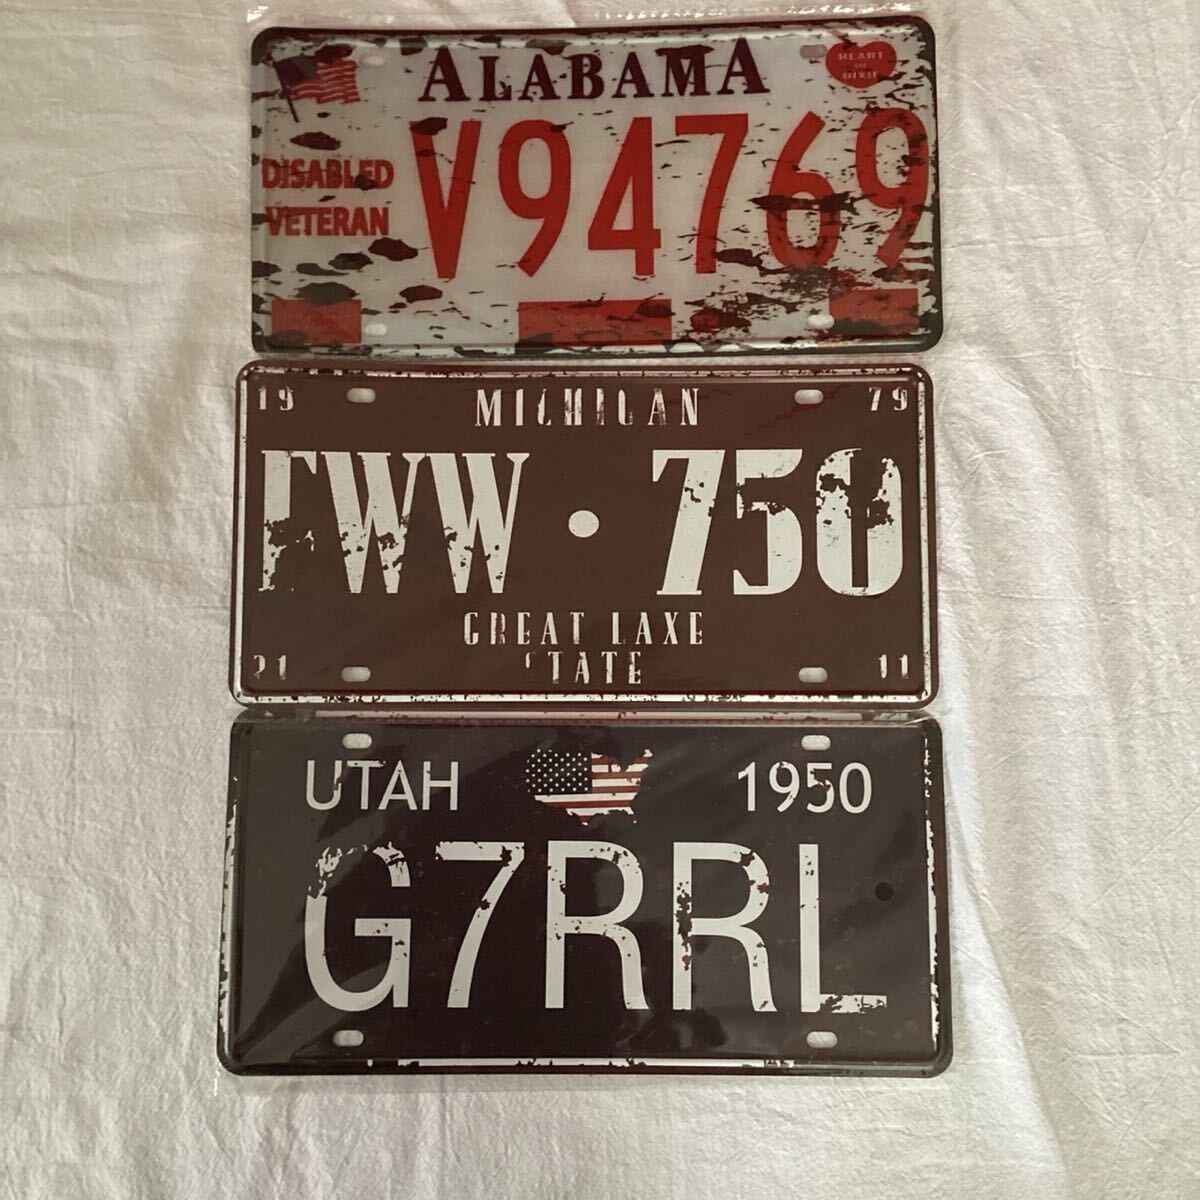 ALABAMA
HEART
OF
DIXIE
DISABLED
VETERAN
V94769
19 MICHIGAN 79
TWW · 750
GREAT LAXE
STATE
21 11
UTAH 1950
G7RRL